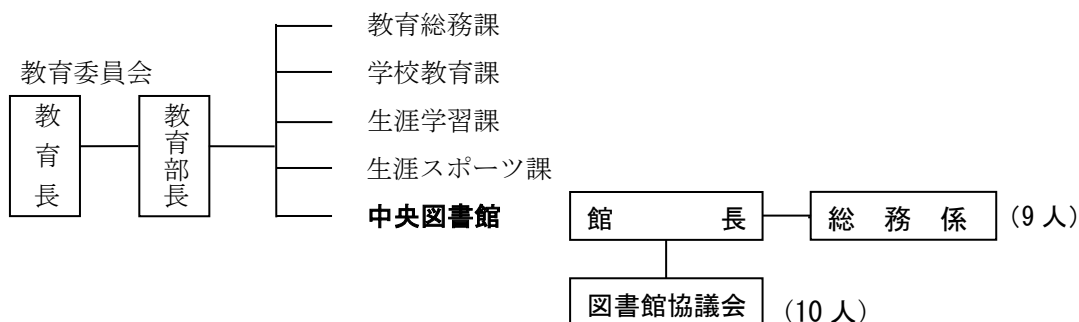 教育総務課
教育委員会
学校教育課
教育長
教育部長
生涯学習課
生涯スポーツ課
中央図書館
館長
総務係
(9人)
図書館協議会
(10人)